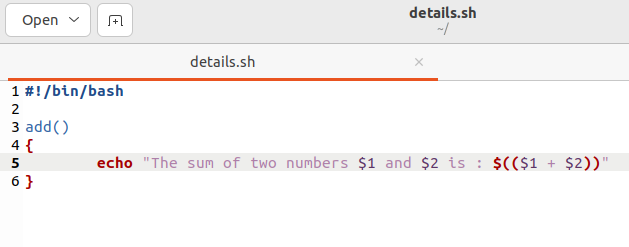 Open
details.sh
~/
details.sh ×
1 #!/bin/bash
2
3 add()
4 {
5 echo "The sum of two numbers $1 and $2 is : $(($1 + $2))"
6 }